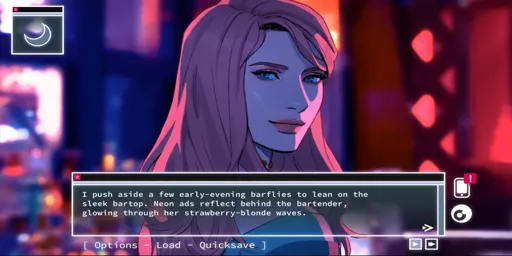 I push aside a few early-evening barflies to lean on the
sleek bartop. Neon ads reflect behind the bartender,
glowing through her strawberry-blonde waves.
[ Options - Load - Quicksave ]